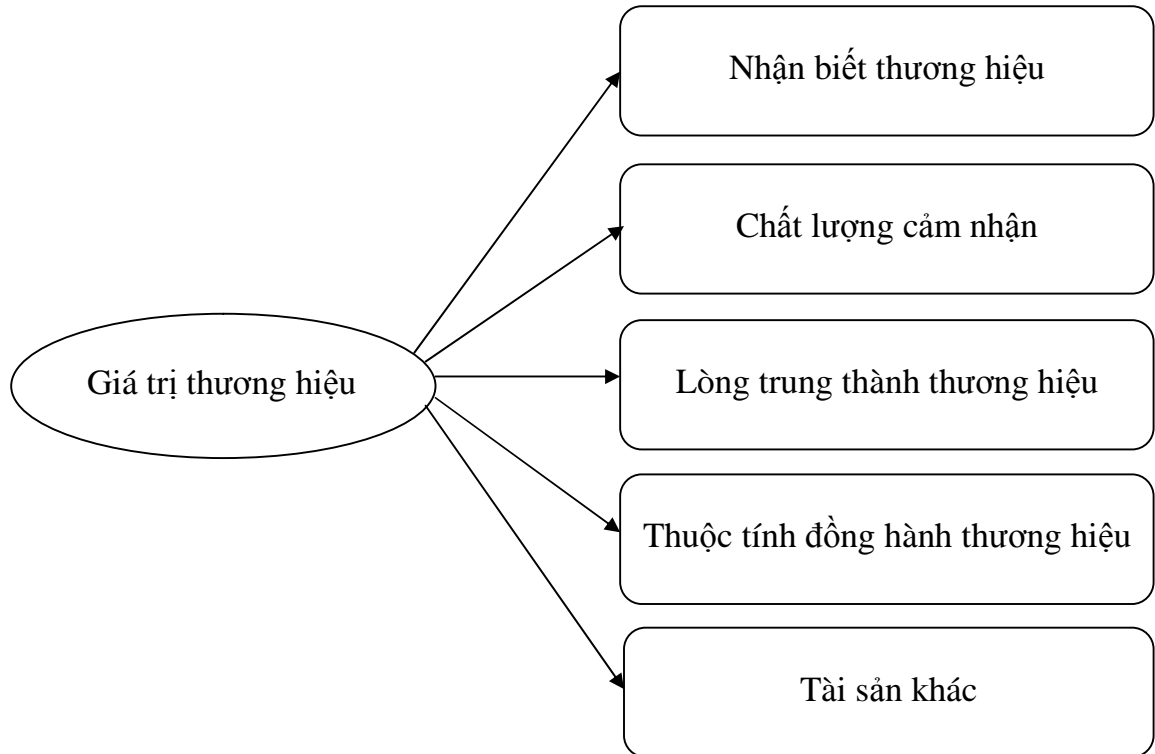 Nhận biết thương hiệu
Chất lượng cảm nhận
Giá trị thương hiệu
Lòng trung thành thương hiệu
Thuộc tính đồng hành thương hiệu
Tài sản khác